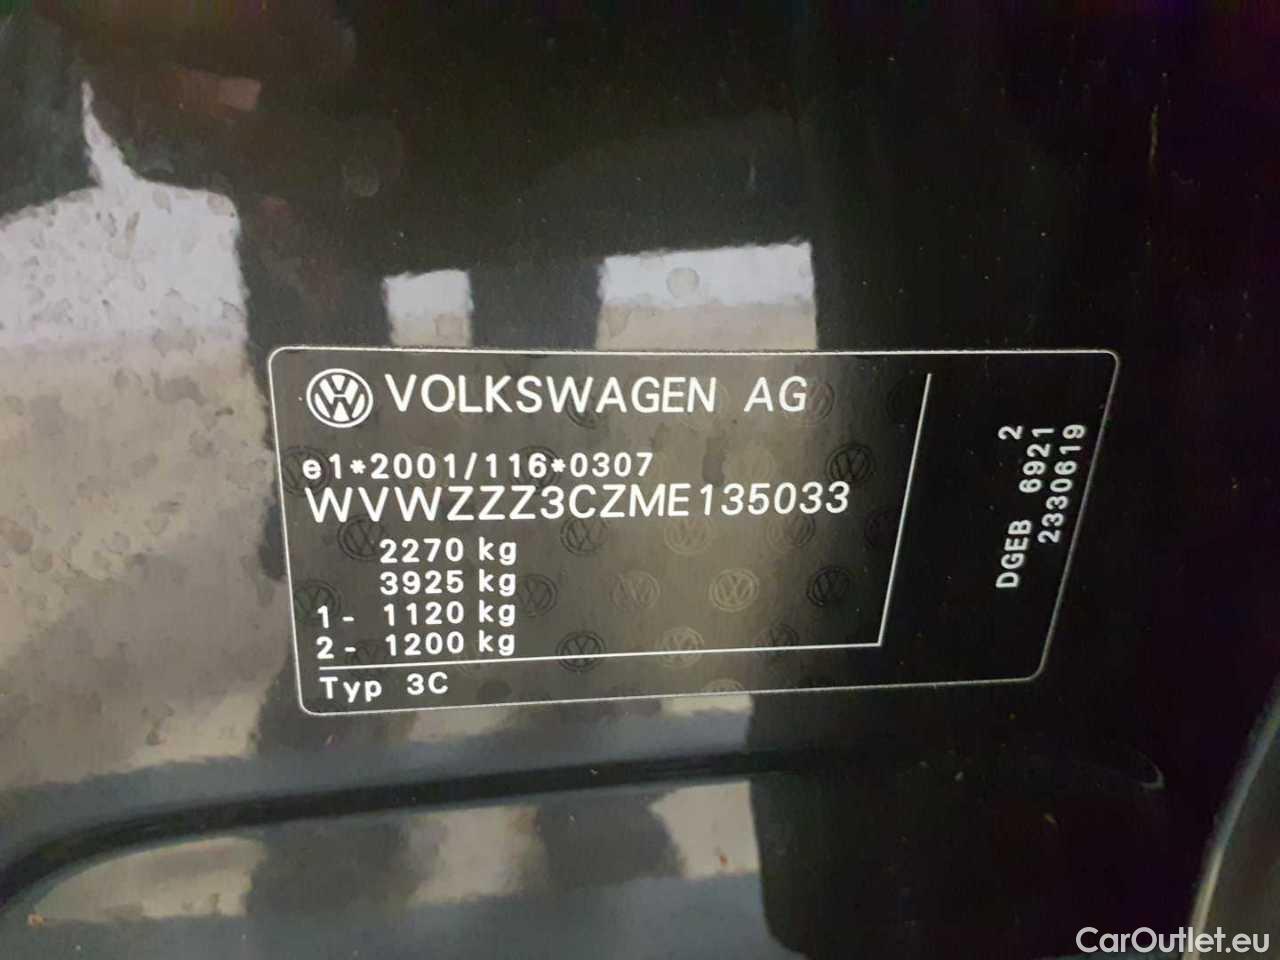 VOLKSWAGEN AG
e1*2001/116*0307
WVWZZZ3CZME135033
2270 kg
3925 kg
1- 1120 kg
2- 1200 kg
Typ 3C
DGEB 6921 2
2330619
CarOutlet.eu